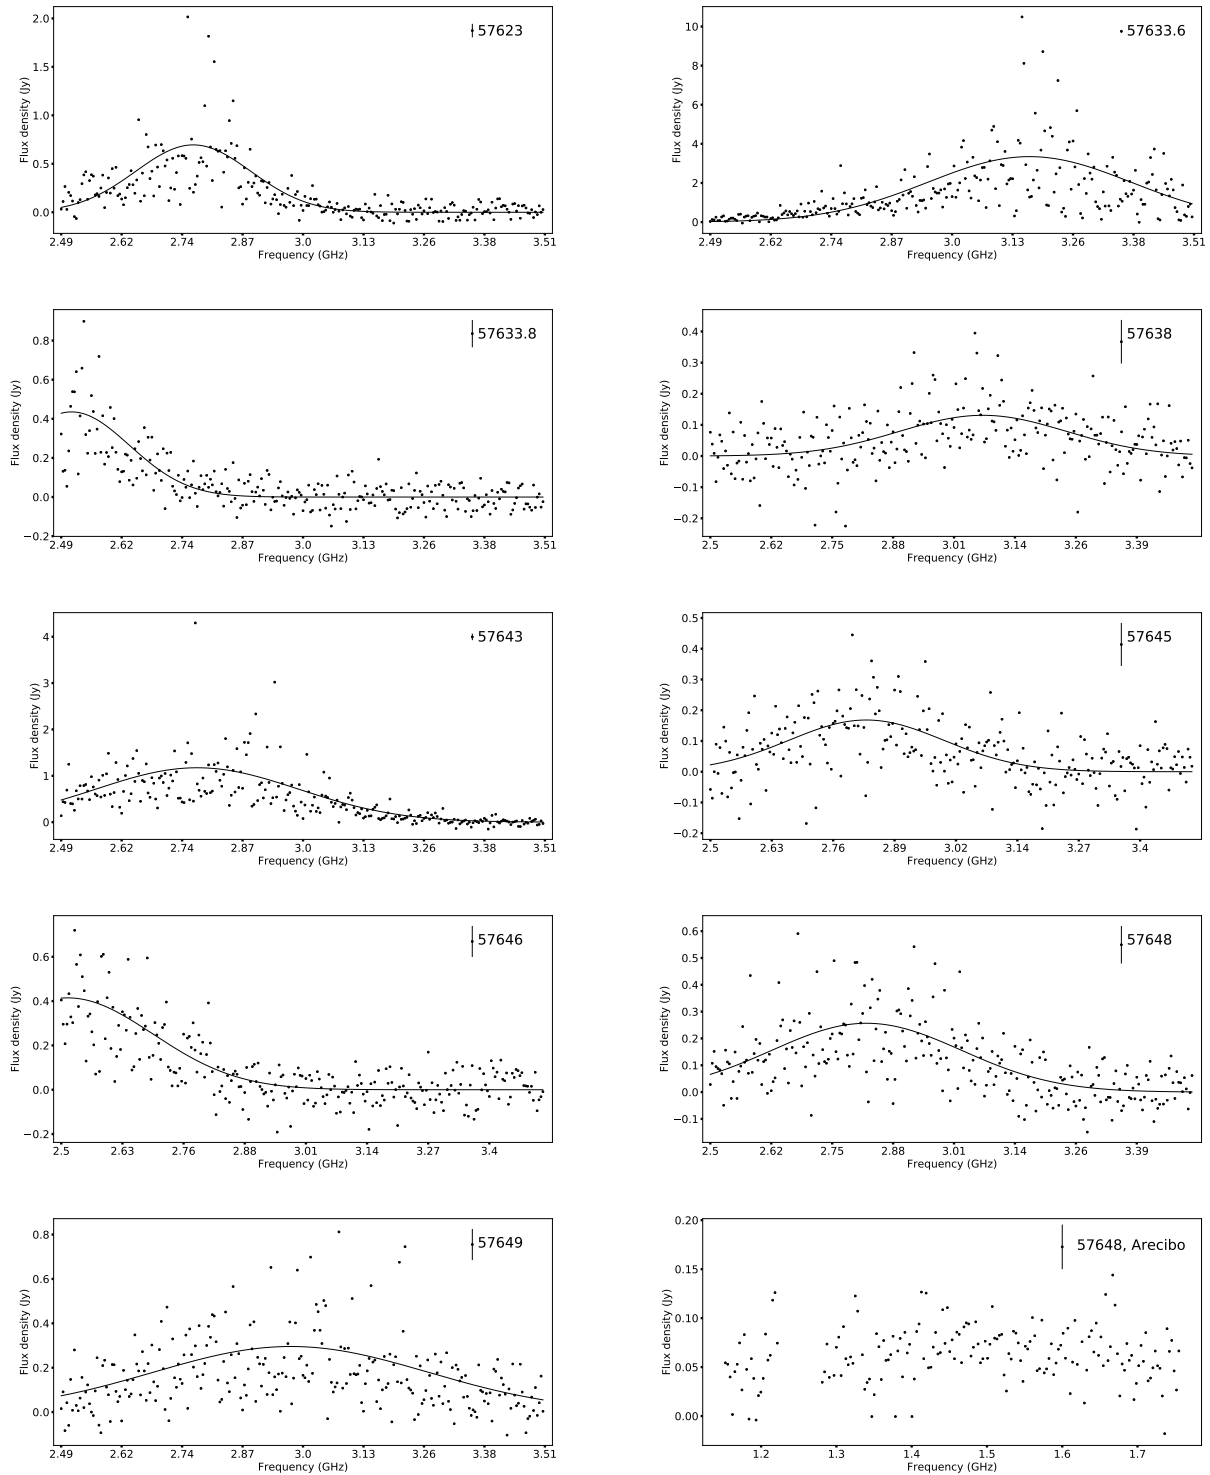 2.0
1.5
1.0
0.5
0.0
Flux density (Jy)
57623
2.49 2.62 2.74 2.87 3.0 3.13 3.26 3.38 3.51
Frequency (GHz)
10
8
6
4
2
0
Flux density (Jy)
57633.6
2.49 2.62 2.74 2.87 3.0 3.13 3.26 3.38 3.51
Frequency (GHz)
0.8
0.6
0.4
0.2
0.0
−0.2
Flux density (Jy)
57633.8
2.49 2.62 2.74 2.87 3.0 3.13 3.26 3.38 3.51
Frequency (GHz)
0.4
0.3
0.2
0.1
0.0
−0.1
−0.2
Flux density (Jy)
57638
2.5 2.62 2.75 2.88 3.01 3.14 3.26 3.39
Frequency (GHz)
4
3
2
1
0
Flux density (Jy)
57643
2.49 2.62 2.74 2.87 3.0 3.13 3.26 3.38 3.51
Frequency (GHz)
0.5
0.4
0.3
0.2
0.1
0.0
−0.1
−0.2
Flux density (Jy)
57645
2.5 2.63 2.76 2.89 3.02 3.14 3.27 3.4
Frequency (GHz)
0.6
0.4
0.2
0.0
−0.2
Flux density (Jy)
57646
2.5 2.63 2.76 2.88 3.01 3.14 3.27 3.4
Frequency (GHz)
0.6
0.5
0.4
0.3
0.2
0.1
0.0
−0.1
Flux density (Jy)
57648
2.5 2.62 2.75 2.88 3.01 3.14 3.26 3.39
Frequency (GHz)
0.8
0.6
0.4
0.2
0.0
Flux density (Jy)
57649
2.49 2.62 2.74 2.87 3.0 3.13 3.26 3.38 3.51
Frequency (GHz)
0.20
0.15
0.10
0.05
0.00
Flux density (Jy)
57648, Arecibo
1.2 1.3 1.4 1.5 1.6 1.7
Frequency (GHz)